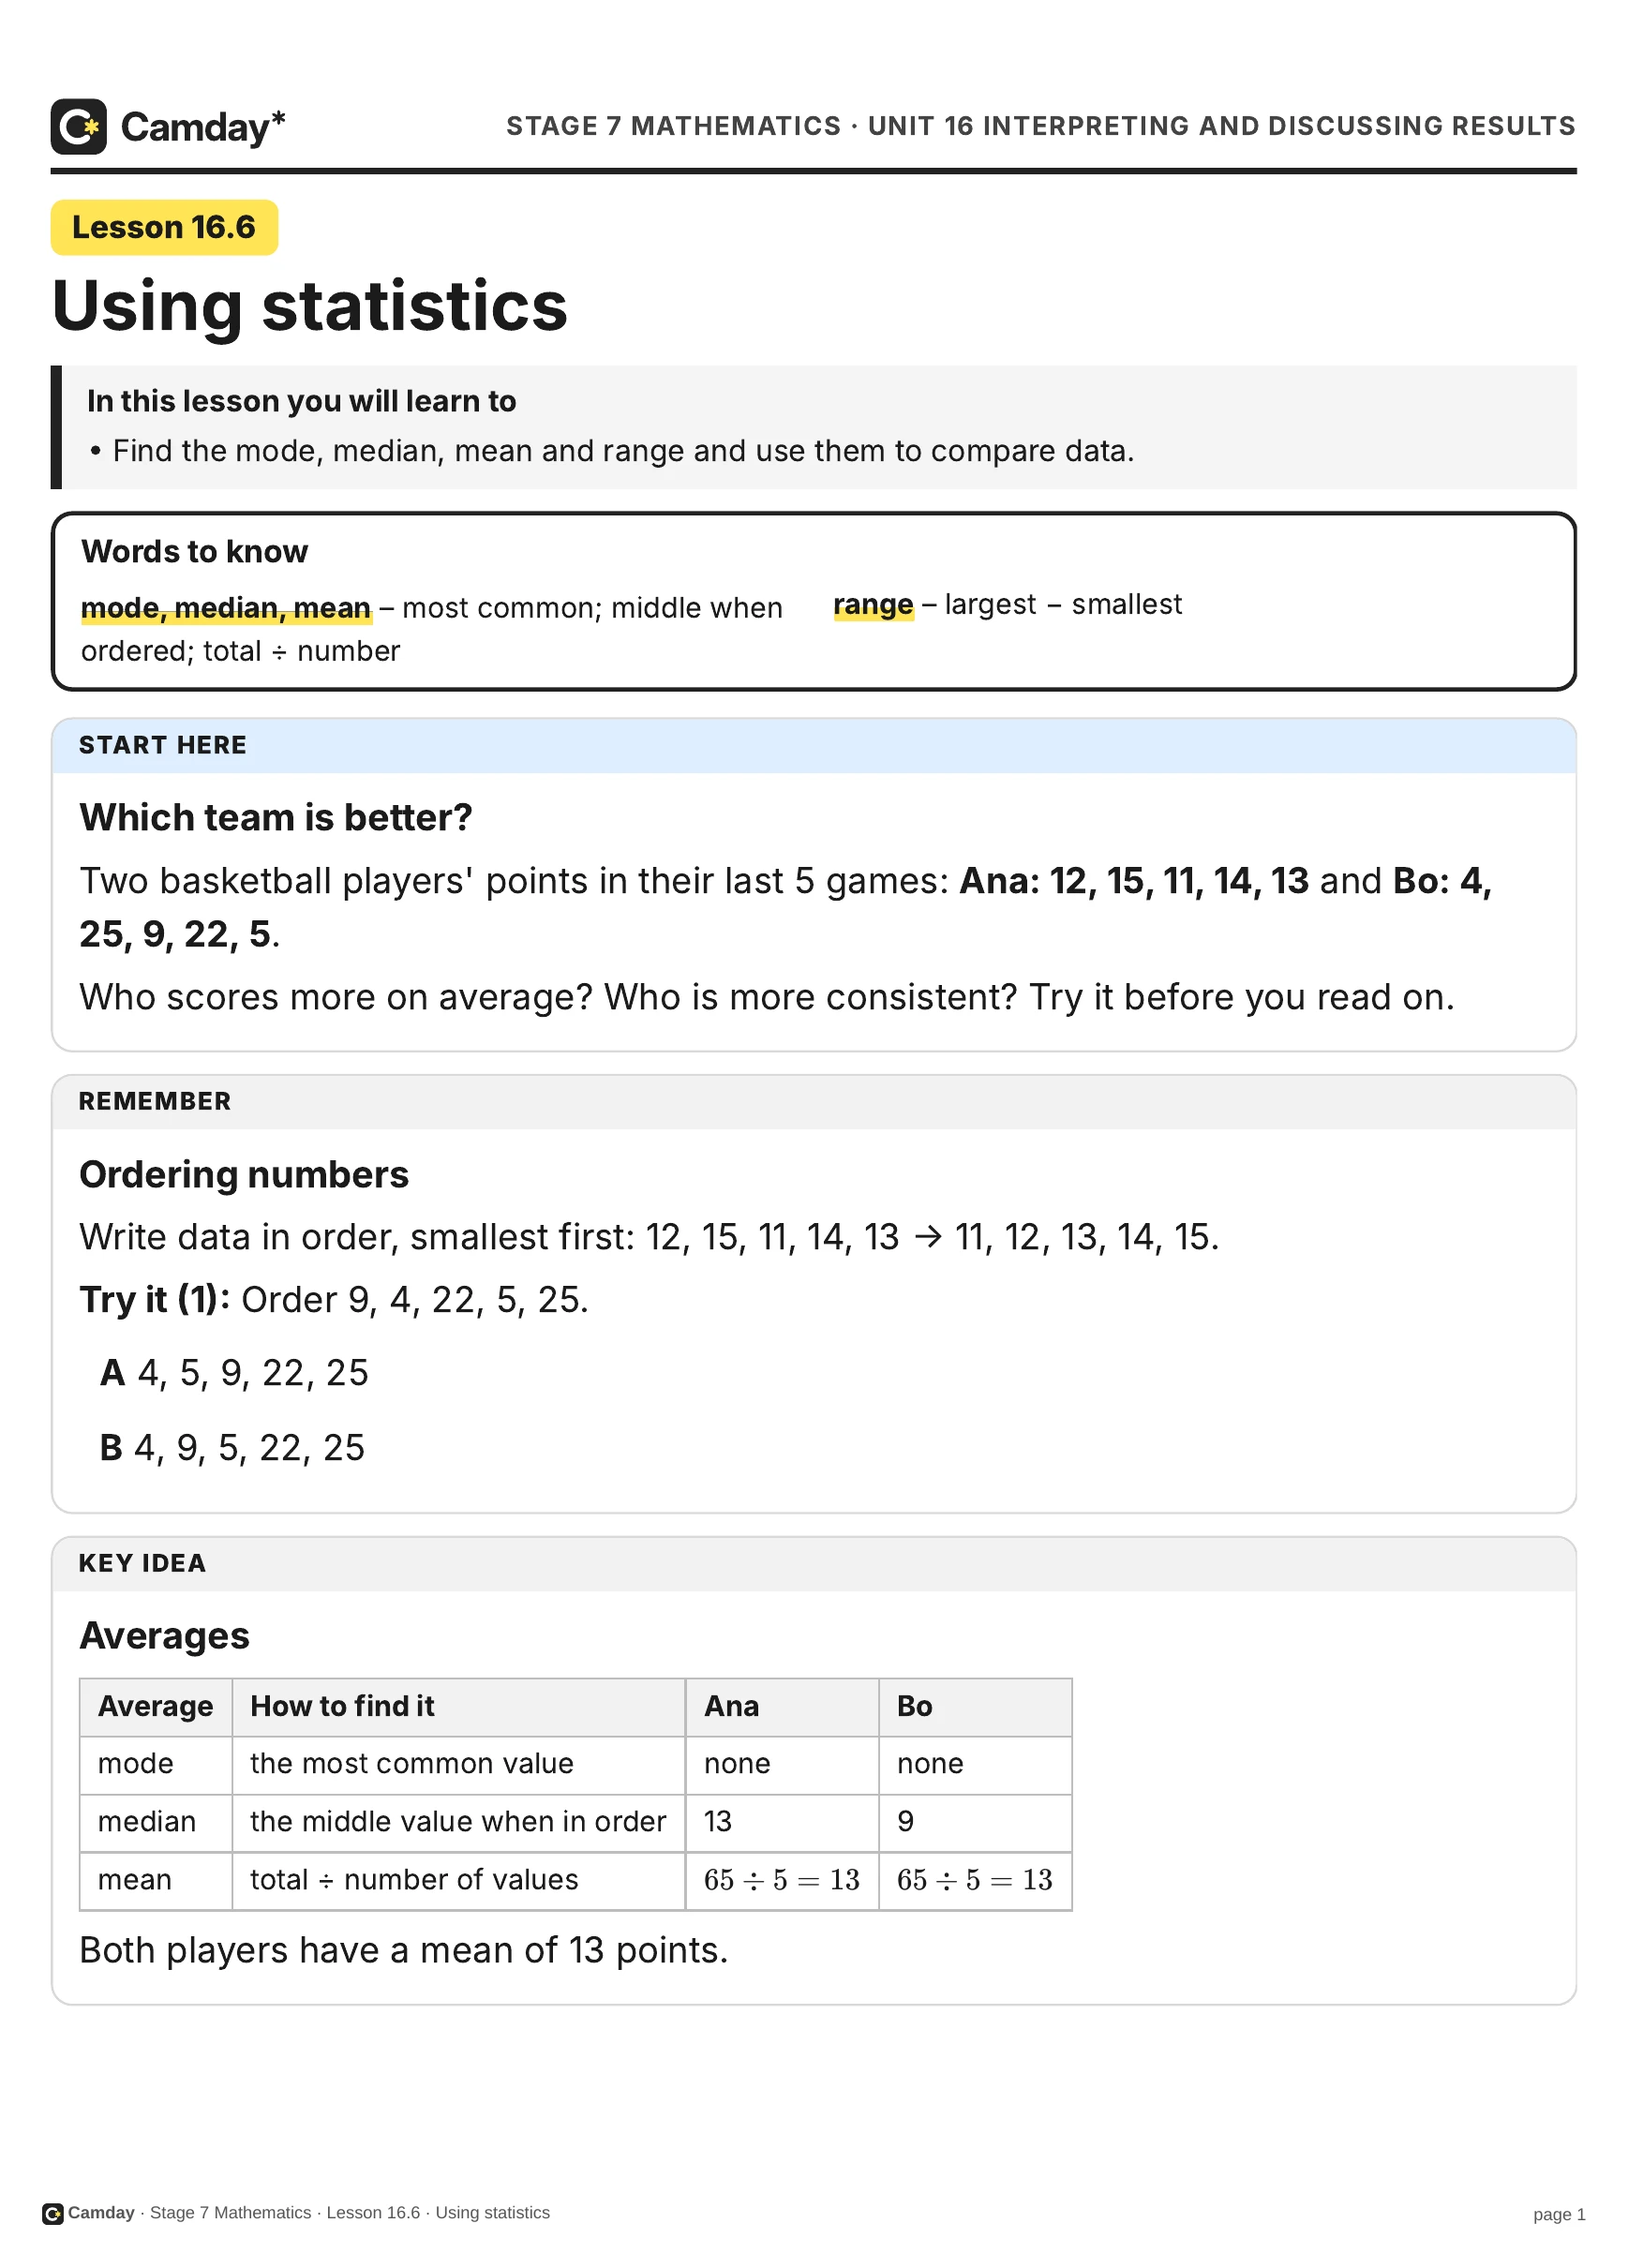 Camday*
STAGE 7 MATHEMATICS · UNIT 16 INTERPRETING AND DISCUSSING RESULTS
Lesson 16.6
Using statistics
In this lesson you will learn to
• Find the mode, median, mean and range and use them to compare data.
Words to know
mode, median, mean – most common; middle when
ordered; total ÷ number
range – largest − smallest
START HERE
Which team is better?
Two basketball players' points in their last 5 games: Ana: 12, 15, 11, 14, 13 and Bo: 4,
25, 9, 22, 5.
Who scores more on average? Who is more consistent? Try it before you read on.
REMEMBER
Ordering numbers
Write data in order, smallest first: 12, 15, 11, 14, 13 → 11, 12, 13, 14, 15.
Try it (1): Order 9, 4, 22, 5, 25.
A 4, 5, 9, 22, 25
B 4, 9, 5, 22, 25
KEY IDEA
Averages
Average How to find it Ana Bo
mode the most common value none none
median the middle value when in order 13 9
mean total ÷ number of values 65 ÷ 5 = 13 65 ÷ 5 = 13
Both players have a mean of 13 points.
Camday · Stage 7 Mathematics · Lesson 16.6 · Using statistics
page 1